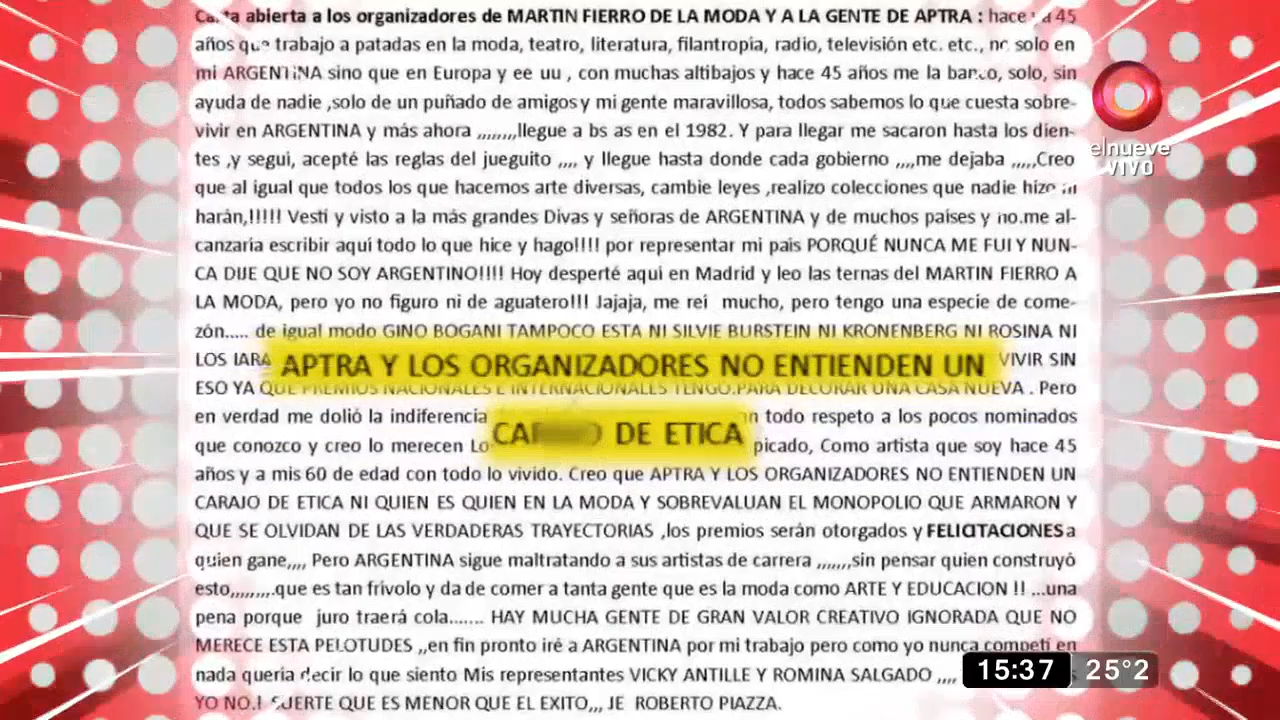 Carta abierta a los organizadores de MARTIN FIERRO DE LA MODA Y A LA GENTE DE APTRA : hace ya 45
años que trabajo a patadas en la moda, teatro, literatura, filantropía, radio, televisión etc. etc., no solo en
mi ARGENTINA sino que en Europa y ee uu , con muchas altibajos y hace 45 años me la banco, solo, sin
ayuda de nadie ,solo de un puñado de amigos y mi gente maravillosa, todos sabemos lo que cuesta sobre-
vivir en ARGENTINA y más ahora ,,,,,,,,llegue a bs as en el 1982. Y para llegar me sacaron hasta los dien-
tes ,y segui, acepté las reglas del jueguito ,,,, y llegue hasta donde cada gobierno ,,,,me dejaba ,,,,,Creo
que al igual que todos los que hacemos arte diversas, cambie leyes ,realizo colecciones que nadie hizo ni
harán,!!!!! Vestí y visto a la más grandes Divas y señoras de ARGENTINA y de muchos países y no.me al-
canzaría escribir aquí todo lo que hice y hago!!!! por representar mi pais PORQUÉ NUNCA ME FUI Y NUN-
CA DIJE QUE NO SOY ARGENTINO!!!! Hoy desperté aqui en Madrid y leo las ternas del MARTIN FIERRO A
LA MODA, pero yo no figuro ni de aguatero!!! Jajaja, me reí mucho, pero tengo una especie de come-
zón..... de igual modo GINO BOGANI TAMPOCO ESTA NI SILVIE BURSTEIN NI KRONENBERG NI ROSINA NI
LOS IARA VIVIR SIN
APTRA Y LOS ORGANIZADORES NO ENTIENDEN UN
ESO YA QUE PREMIOS NACIONALES E INTERNACIONALES TENGO.PARA DECORAR UNA CASA NUEVA . Pero
en verdad me dolió la indiferencia todo respeto a los pocos nominados
DE ETICA
que conozco y creo lo merecen Lo picado, Como artista que soy hace 45
años y a mis 60 de edad con todo lo vivido. Creo que APTRA Y LOS ORGANIZADORES NO ENTIENDEN UN
CARAJO DE ETICA NI QUIEN ES QUIEN EN LA MODA Y SOBREVALUAN EL MONOPOLIO QUE ARMARON Y
QUE SE OLVIDAN DE LAS VERDADERAS TRAYECTORIAS ,los premios serán otorgados y FELICITACIONES a
quien gane,,,, Pero ARGENTINA sigue maltratando a sus artistas de carrera ,,,,,,,sin pensar quien construyó
esto,,,,,,,,.que es tan frívolo y da de comer a tanta gente que es la moda como ARTE Y EDUCACION !! ...una
pena porque juro traerá cola....... HAY MUCHA GENTE DE GRAN VALOR CREATIVO IGNORADA QUE NO
MERECE ESTA PELOTUDES ,,en fin pronto iré a ARGENTINA por mi trabajo pero como yo nunca competí en
nada quería decir lo que siento Mis representantes VICKY ANTILLE Y ROMINA SALGADO ,,,,
YO NO.! SUERTE QUE ES MENOR QUE EL EXITO,,, JE ROBERTO PIAZZA.
elnueve
VIVO
15:37 25°2